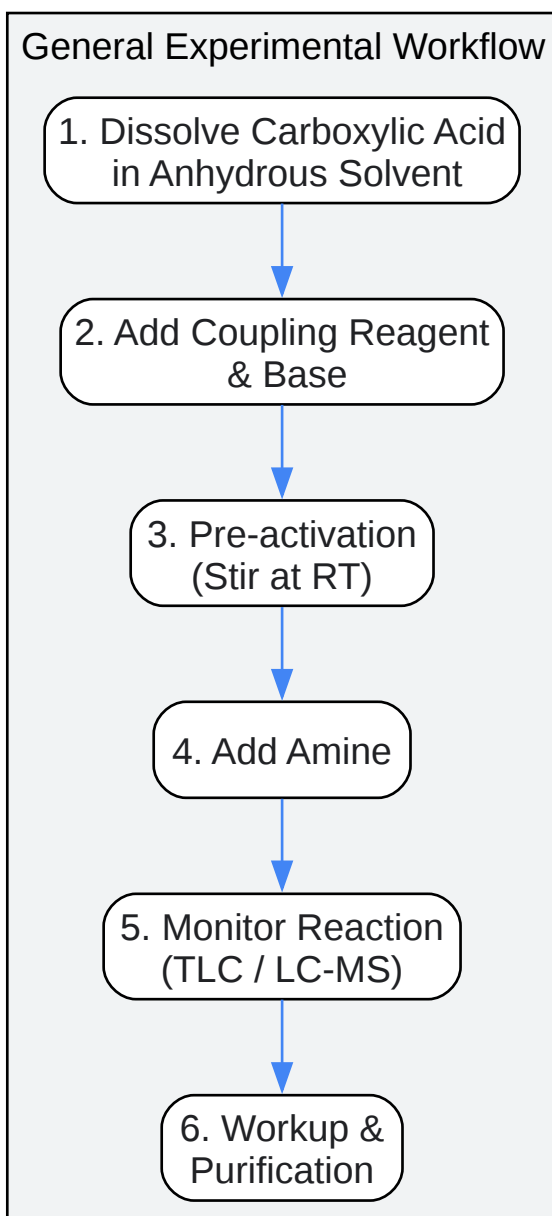 General Experimental Workflow
1. Dissolve Carboxylic Acid
in Anhydrous Solvent
2. Add Coupling Reagent
& Base
3. Pre-activation
(Stir at RT)
4. Add Amine
5. Monitor Reaction
(TLC / LC-MS)
6. Workup &
Purification